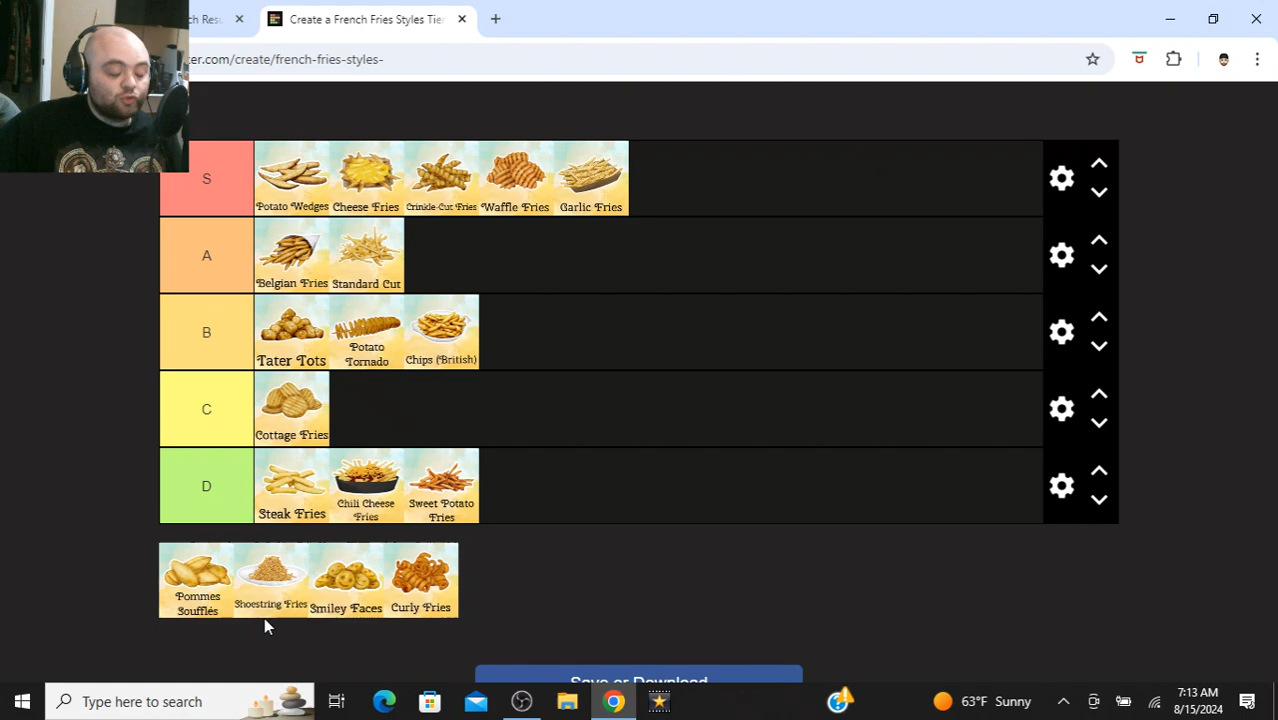 ch Resu
Create a French Fries Styles Tier
ter.com/create/french-fries-styles-
S
Potato Wedges
Cheese Fries
Crinkle-Cut Fries
Waffle Fries
Garlic Fries
A
Belgian Fries
Standard Cut
B
Tater Tots
Potato
Tornado
Chips (British)
C
Cottage Fries
D
Steak Fries
Chili Cheese
Fries
Sweet Potato
Fries
Pommes
Soufflés
Shoestring Fries
Smiley Faces
Curly Fries
Save or Download
Type here to search
63°F Sunny
7:13 AM
8/15/2024